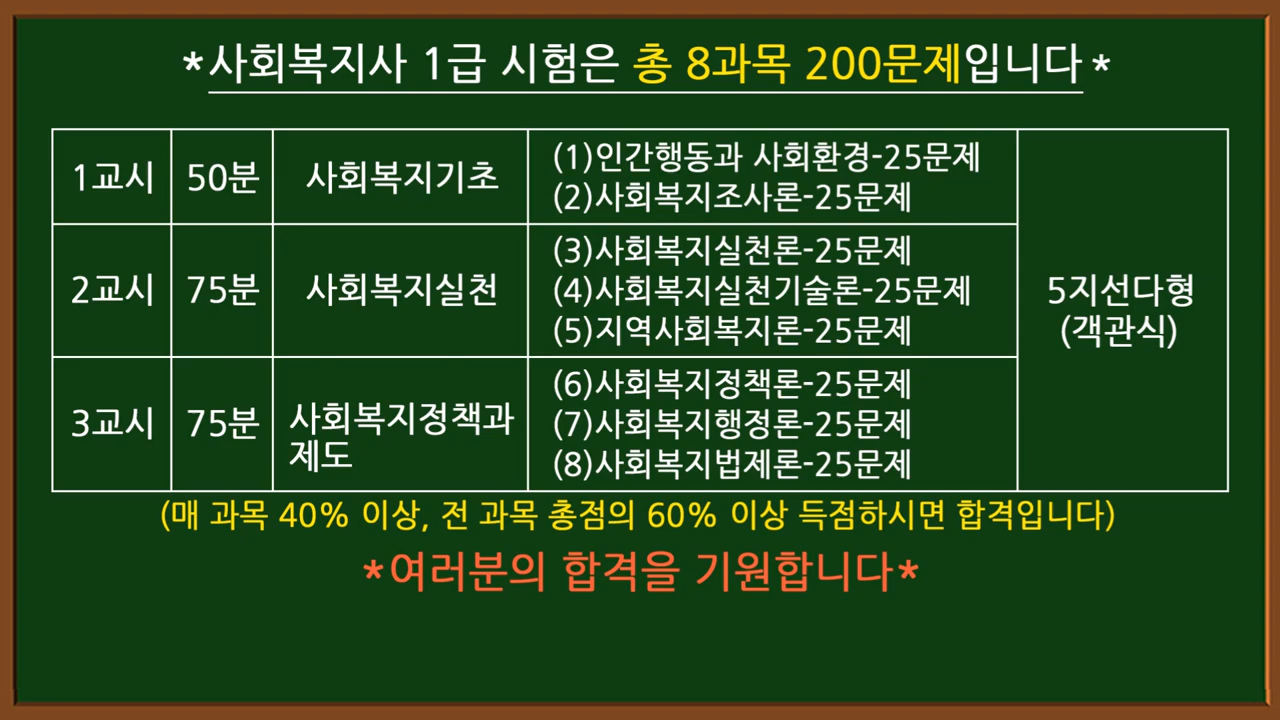 *사회복지사 1급 시험은 총 8과목 200문제입니다*
1교시 50분 사회복지기초
(1)인간행동과 사회환경-25문제
(2)사회복지조사론-25문제
2교시 75분 사회복지실천
(3)사회복지실천론-25문제
(4)사회복지실천기술론-25문제
(5)지역사회복지론-25문제
3교시 75분 사회복지정책과
제도
(6)사회복지정책론-25문제
(7)사회복지행정론-25문제
(8)사회복지법제론-25문제
5지선다형
(객관식)
(매 과목 40% 이상, 전 과목 총점의 60% 이상 득점하시면 합격입니다)
*여러분의 합격을 기원합니다*